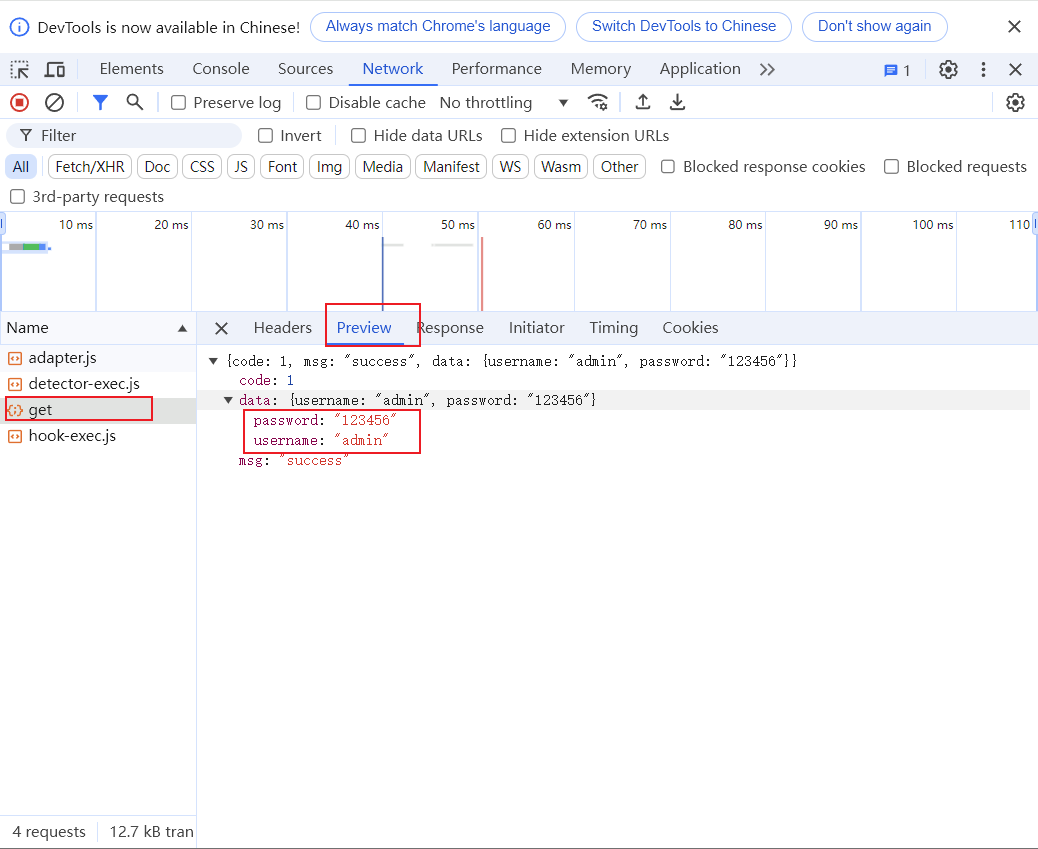 DevTools is now available in Chinese! Always match Chrome's language Switch DevTools to Chinese Don't show again
Elements Console Sources Network Performance Memory Application 1
Preserve log Disable cache No throttling
Filter Invert Hide data URLs Hide extension URLs
All Fetch/XHR Doc CSS JS Font Img Media Manifest WS Wasm Other Blocked response cookies Blocked requests
3rd-party requests
10 ms 20 ms 30 ms 40 ms 50 ms 60 ms 70 ms 80 ms 90 ms 100 ms 110
Name
Headers Preview Response Initiator Timing Cookies
adapter.js
detector-exec.js
get
hook-exec.js
{code: 1, msg: "success", data: {username: "admin", password: "123456"}}
code: 1
data: {username: "admin", password: "123456"}
password: "123456"
username: "admin"
msg: "success"
4 requests 12.7 kB tran